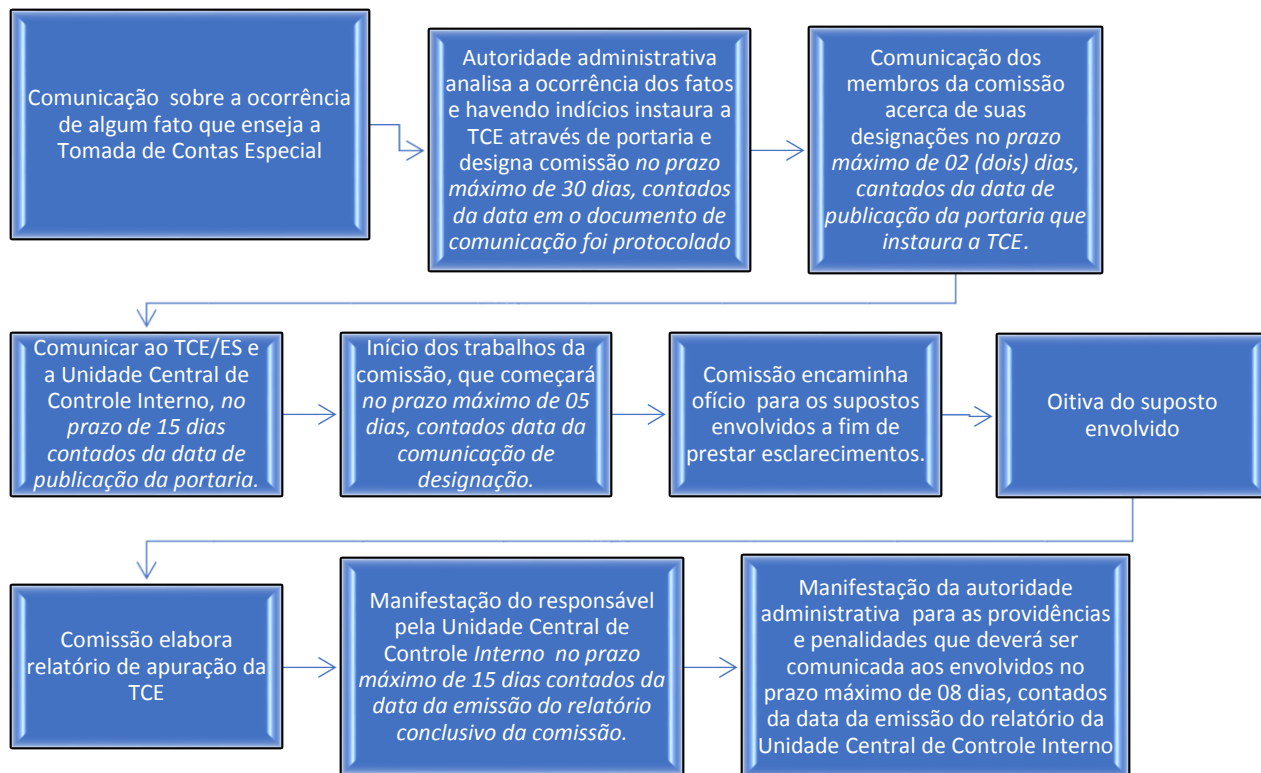 Comunicação sobre a ocorrência
de algum fato que enseja a
Tomada de Contas Especial
Autoridade administrativa
analisa a ocorrência dos fatos
e havendo indícios instaura a
TCE através de portaria e
designa comissão no prazo
máximo de 30 dias, contados
da data em o documento de
comunicação foi protocolado
Comunicação dos
membros da comissão
acerca de suas
designações no prazo
máximo de 02 (dois) dias,
cantados da data de
publicação da portaria que
instaura a TCE.
Comunicar ao TCE/ES e
a Unidade Central de
Controle Interno, no
prazo de 15 dias
contados da data de
publicação da portaria.
Início dos trabalhos da
comissão, que começará
no prazo máximo de 05
dias, contados data da
comunicação de
designação.
Comissão encaminha
ofício para os supostos
envolvidos a fim de
prestar esclarecimentos.
Oitiva do suposto
envolvido
Comissão elabora
relatório de apuração da
TCE
Manifestação do responsável
pela Unidade Central de
Controle Interno no prazo
máximo de 15 dias contados da
data da emissão do relatório
conclusivo da comissão.
Manifestação da autoridade
administrativa para as providências
e penalidades que deverá ser
comunicada aos envolvidos no
prazo máximo de 08 dias, contados
da data da emissão do relatório da
Unidade Central de Controle Interno